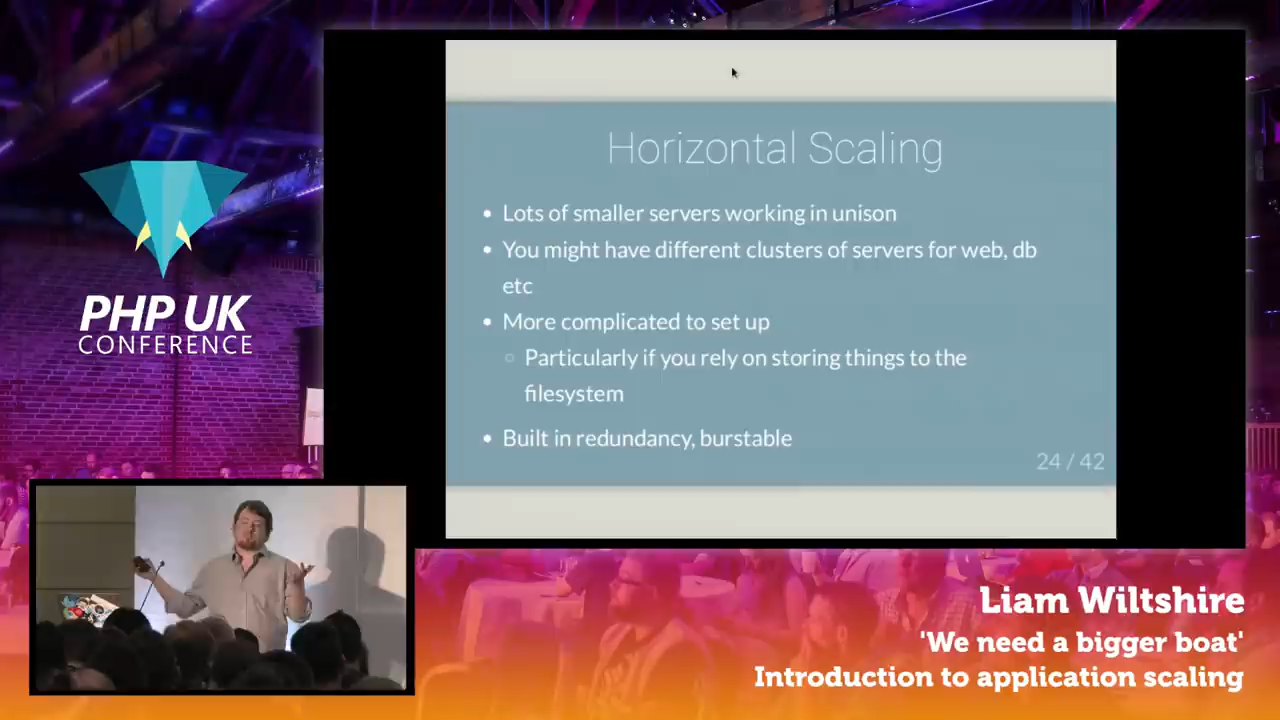 PHP UK
CONFERENCE
Horizontal Scaling
Lots of smaller servers working in unison
You might have different clusters of servers for web, db
etc
More complicated to set up
Particularly if you rely on storing things to the
filesystem
Built in redundancy, burstable
24 / 42
Liam Wiltshire
'We need a bigger boat'
Introduction to application scaling